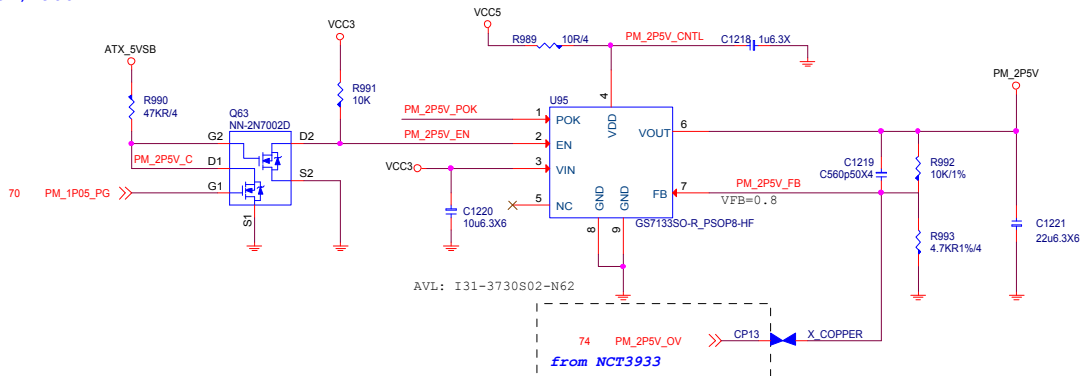 VCC5
VCC3
R989
10R/4
PM_2P5V_CNTL
C1218
1u6.3X
ATX_5VSB
PM_2P5V
R991
10K
R990
47KR/4
Q63
NN-2N7002D
U95
4
PM_2P5V_POK
1
POK
VDD
VOUT
6
G2
D2
PM_2P5V_EN
2
EN
PM_2P5V_C
D1
VCC3
3
VIN
C1219
C560p50X4
R992
10K/1%
S2
70
PM_1P05_PG
G1
GND
GND
FB
7
PM_2P5V_FB
VFB=0.8
5
NC
C1220
10u6.3X6
S1
8
9
GS7133SO-R_PSOP8-HF
R993
4.7KR1%/4
C1221
22u6.3X6
AVL: I31-3730S02-N62
74
PM_2P5V_OV
CP13
X_COPPER
from NCT3933